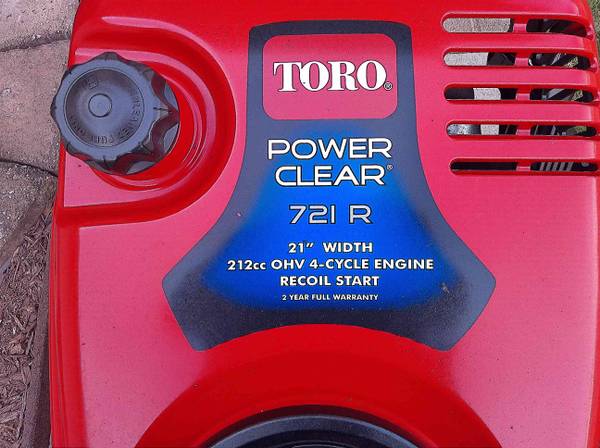 TORO®
POWER
CLEAR®
721 R
21" WIDTH
212cc OHV 4-CYCLE ENGINE
RECOIL START
2 YEAR FULL WARRANTY